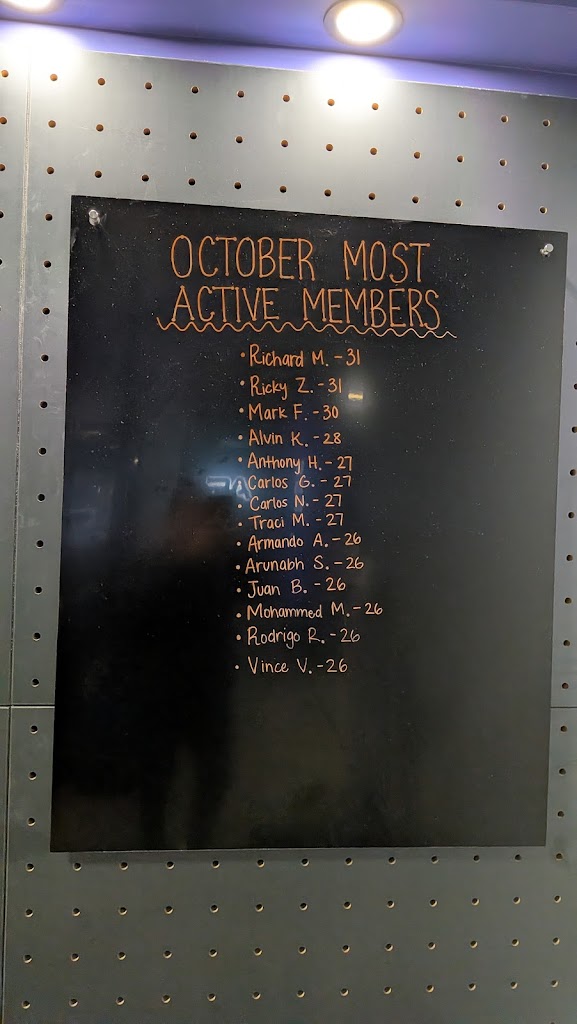 OCTOBER MOST
ACTIVE MEMBERS
• Richard M. - 31
• Ricky Z. - 31
• Mark F. - 30
• Alvin K. - 28
• Anthony H. - 27
• Carlos G. - 27
• Carlos N. - 27
• Traci M. - 27
• Armando A. - 26
• Arunabh S. - 26
• Juan B. - 26
• Mohammed M. - 26
• Rodrigo R. - 26
• Vince V. - 26